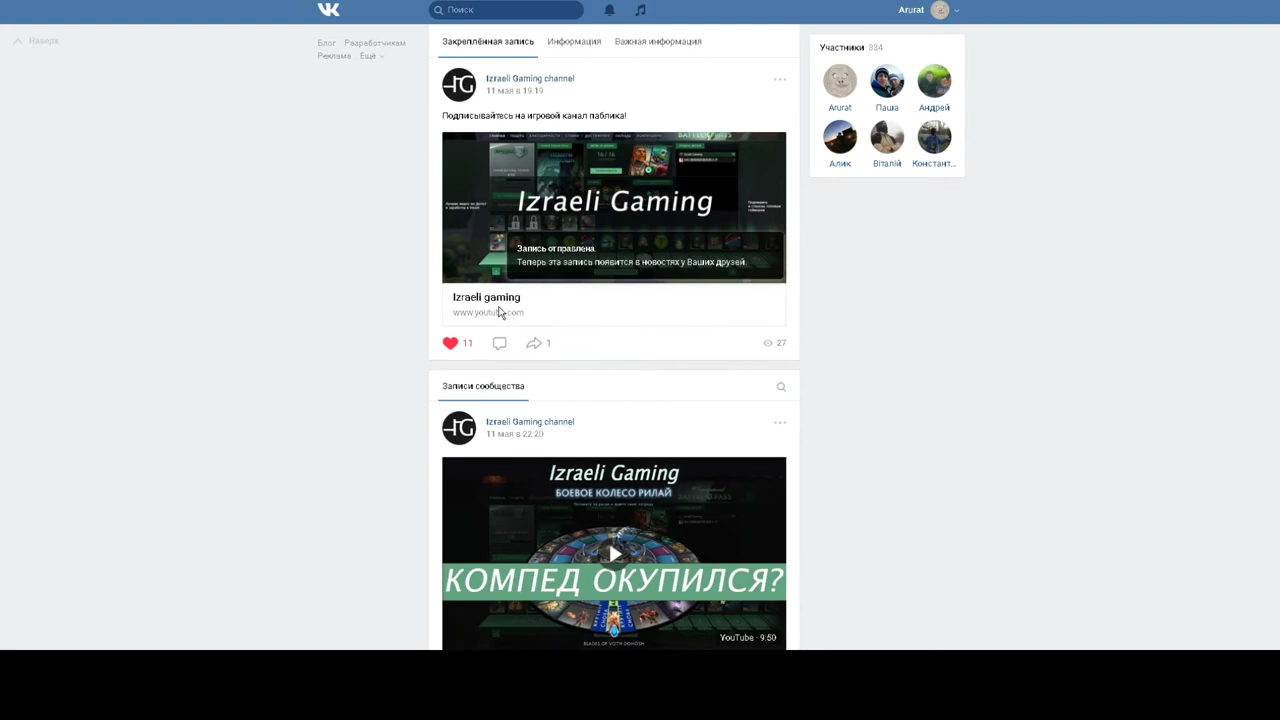 Поиск
Arurat
Наверх
Блог Разработчикам
Реклама Ещё
Закреплённая запись Информация Важная информация
Izraeli Gaming channel
11 мая в 19:19
Подписывайтесь на игровой канал паблика!
Izraeli Gaming
Запись отправлена.
Теперь эта запись появится в новостях у Ваших друзей.
Izraeli gaming
www.youtube.com
11
1
27
Участники 334
Arurat Паша Андрей
Алик Віталій Констант...
Записи сообщества
Izraeli Gaming channel
11 мая в 22:20
Izraeli Gaming
БОЕВОЕ КОЛЕСО РИЛАЙ
КОМПЕД ОКУПИЛСЯ?
YouTube · 9:50